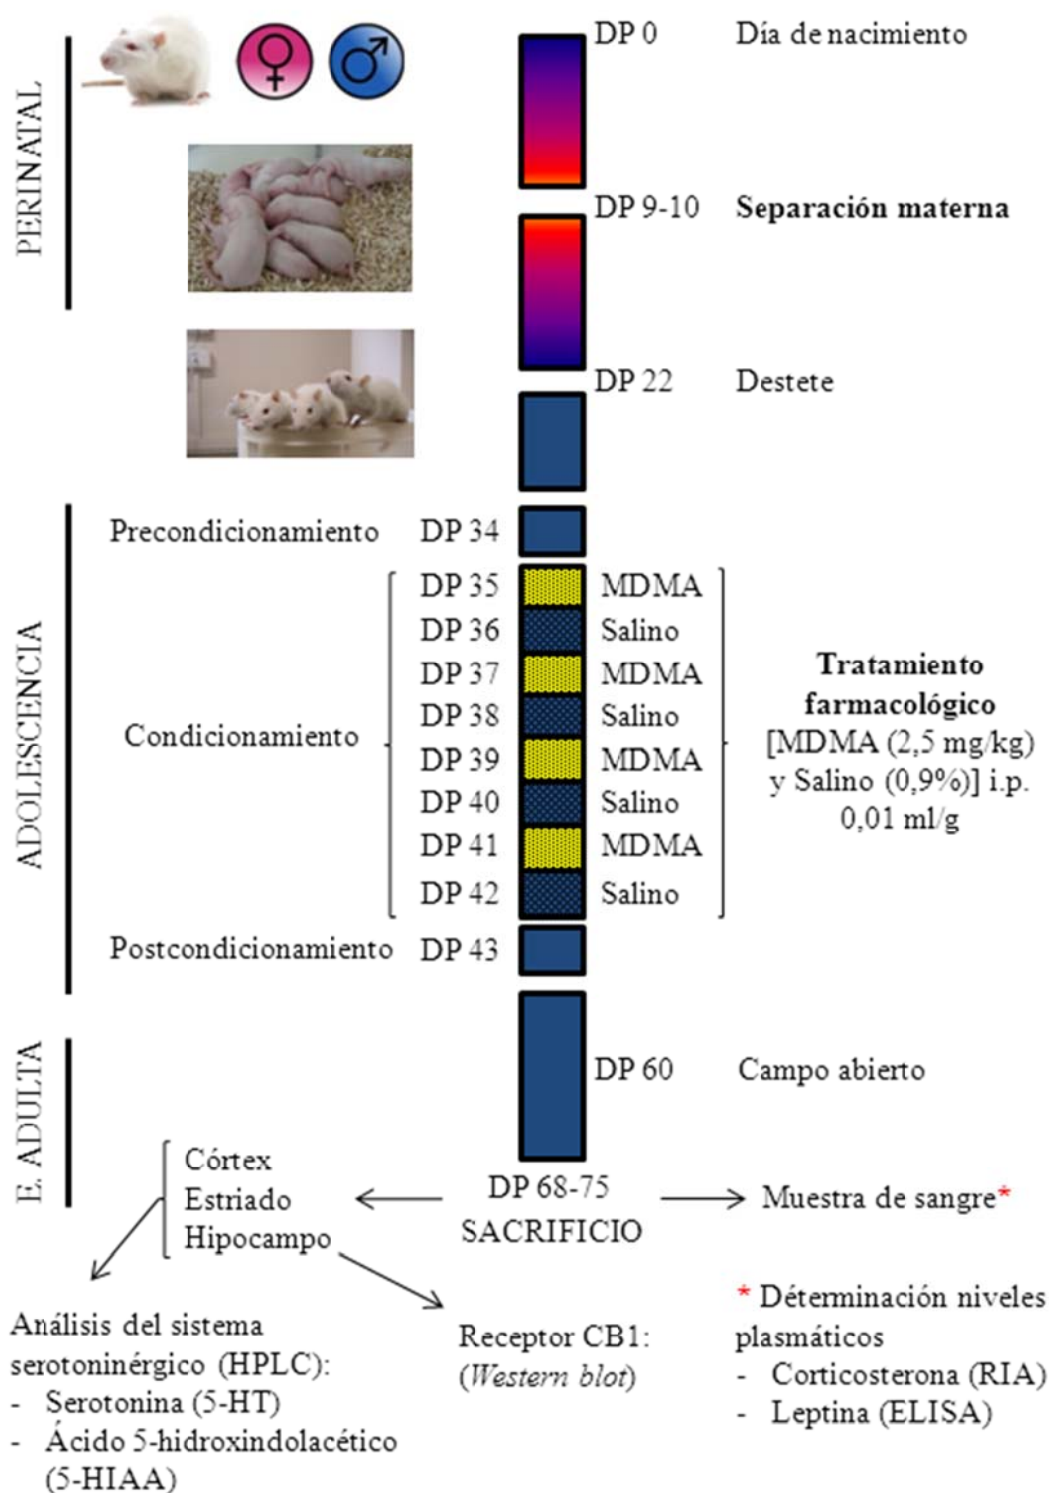 PERINATAL
DP 0 Día de nacimiento
DP 9-10 Separación materna
DP 22 Destete
ADOLESCENCIA
Precondicionamiento DP 34
Condicionamiento
DP 35 MDMA
DP 36 Salino
DP 37 MDMA
DP 38 Salino
DP 39 MDMA
DP 40 Salino
DP 41 MDMA
DP 42 Salino
Tratamiento
farmacológico
[MDMA (2,5 mg/kg)
y Salino (0,9%)] i.p.
0,01 ml/g
Postcondicionamiento DP 43
E. ADULTA
DP 60 Campo abierto
DP 68-75
SACRIFICIO
Córtex
Estriado
Hipocampo
Muestra de sangre*
Análisis del sistema
serotoninérgico (HPLC):
- Serotonina (5-HT)
- Ácido 5-hidroxindolacético
(5-HIAA)
Receptor CB1:
(Western blot)
* Déterminación niveles
plasmáticos
- Corticosterona (RIA)
- Leptina (ELISA)